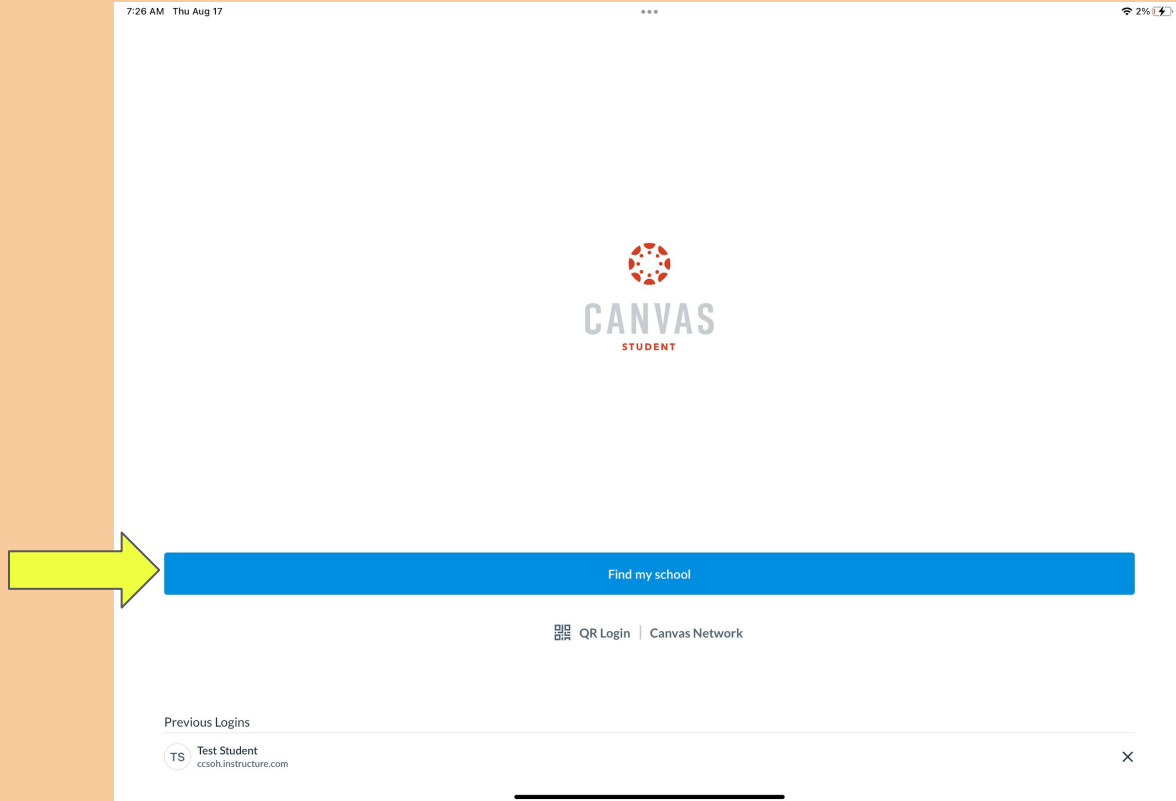 7:26 AM Thu Aug 17 2%
CANVAS
STUDENT
Find my school
QR Login | Canvas Network
Previous Logins
TS Test Student
ccsoh.instructure.com